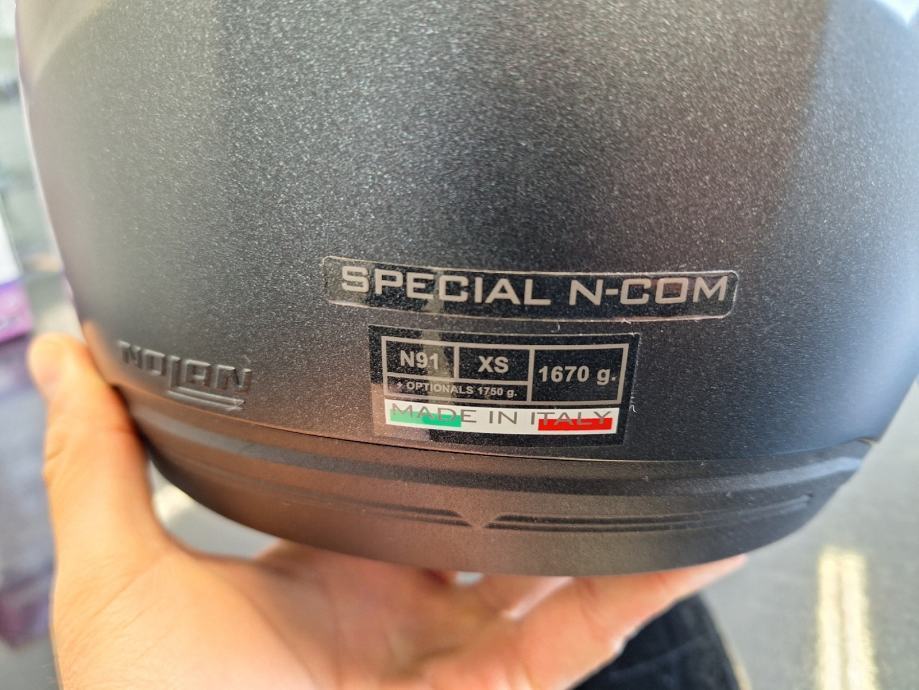 SPECIAL N-COM
NOLAN
N91 XS 1670 g.
+ OPTIONALS 1750 g.
MADE IN ITALY